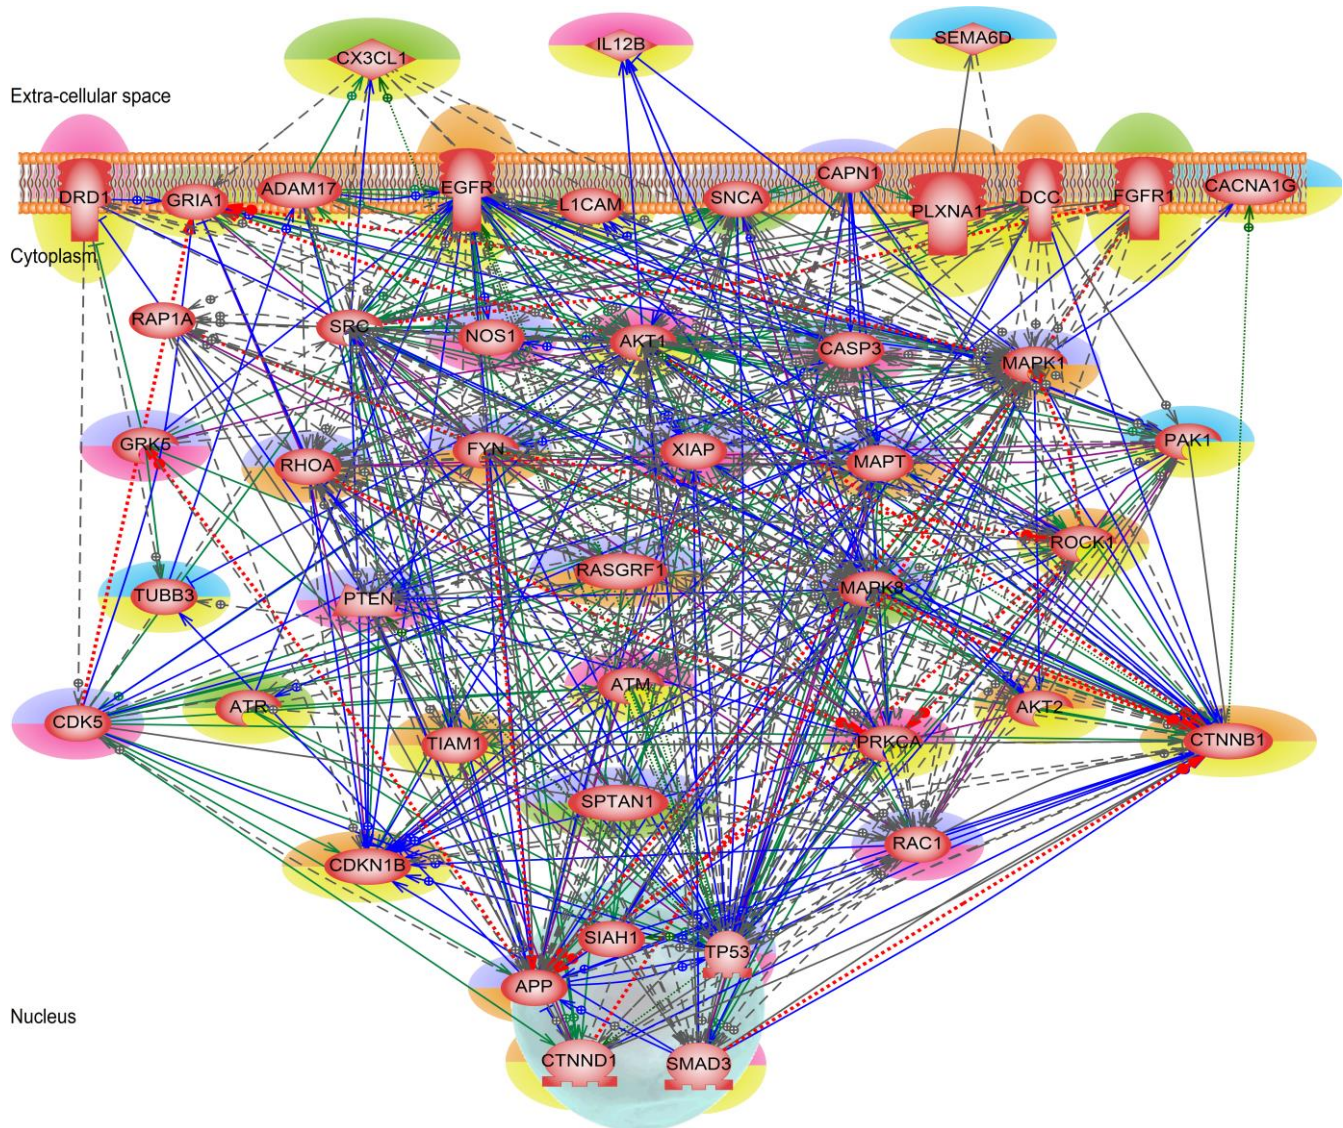 CX3CL1
IL12B
SEMA6D
Extra-cellular space
DRD1
GRIA1
ADAM17
EGFR
L1CAM
SNCA
CAPN1
PLXNA1
DCC
FGFR1
CACNA1G
Cytoplasm
RAP1A
SRC
NOS1
AKT1
CASP3
MAPK1
GRK5
RHOA
FYN
XIAP
MAPT
PAK1
ROCK1
TUBB3
PTEN
RASGRF1
MAPK8
CDK5
ATR
TIAM1
ATM
PRKCA
AKT2
CTNNB1
SPTAN1
CDKN1B
RAC1
SIAH1
TP53
APP
Nucleus
CTNND1
SMAD3